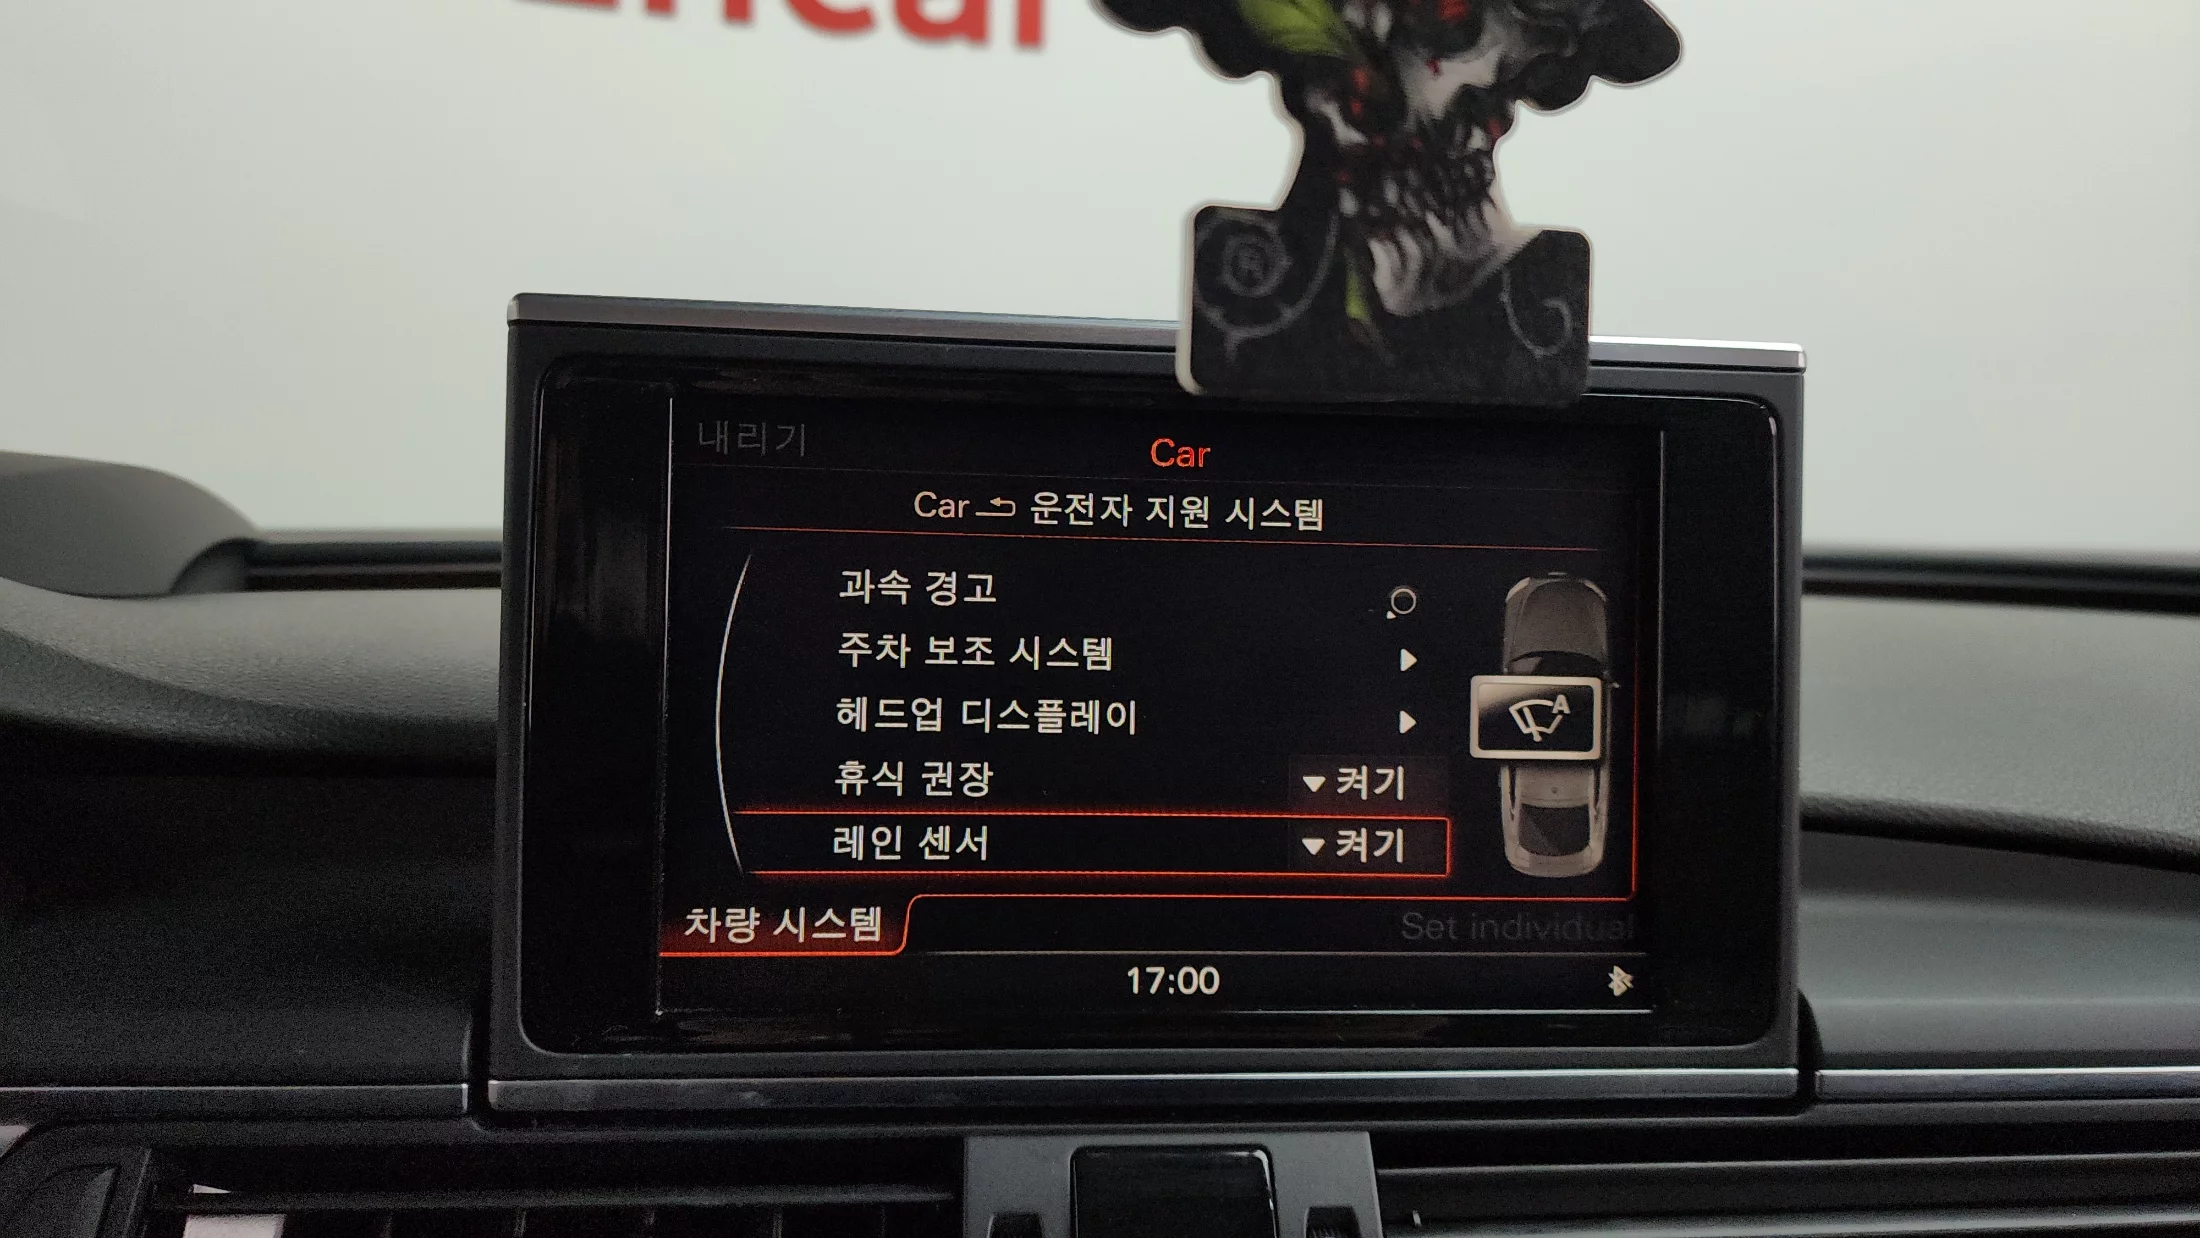 내리기
Car
Car 운전자 지원 시스템
과속 경고
주차 보조 시스템
헤드업 디스플레이
휴식 권장 켜기
레인 센서 켜기
A
차량 시스템
Set individual
17:00